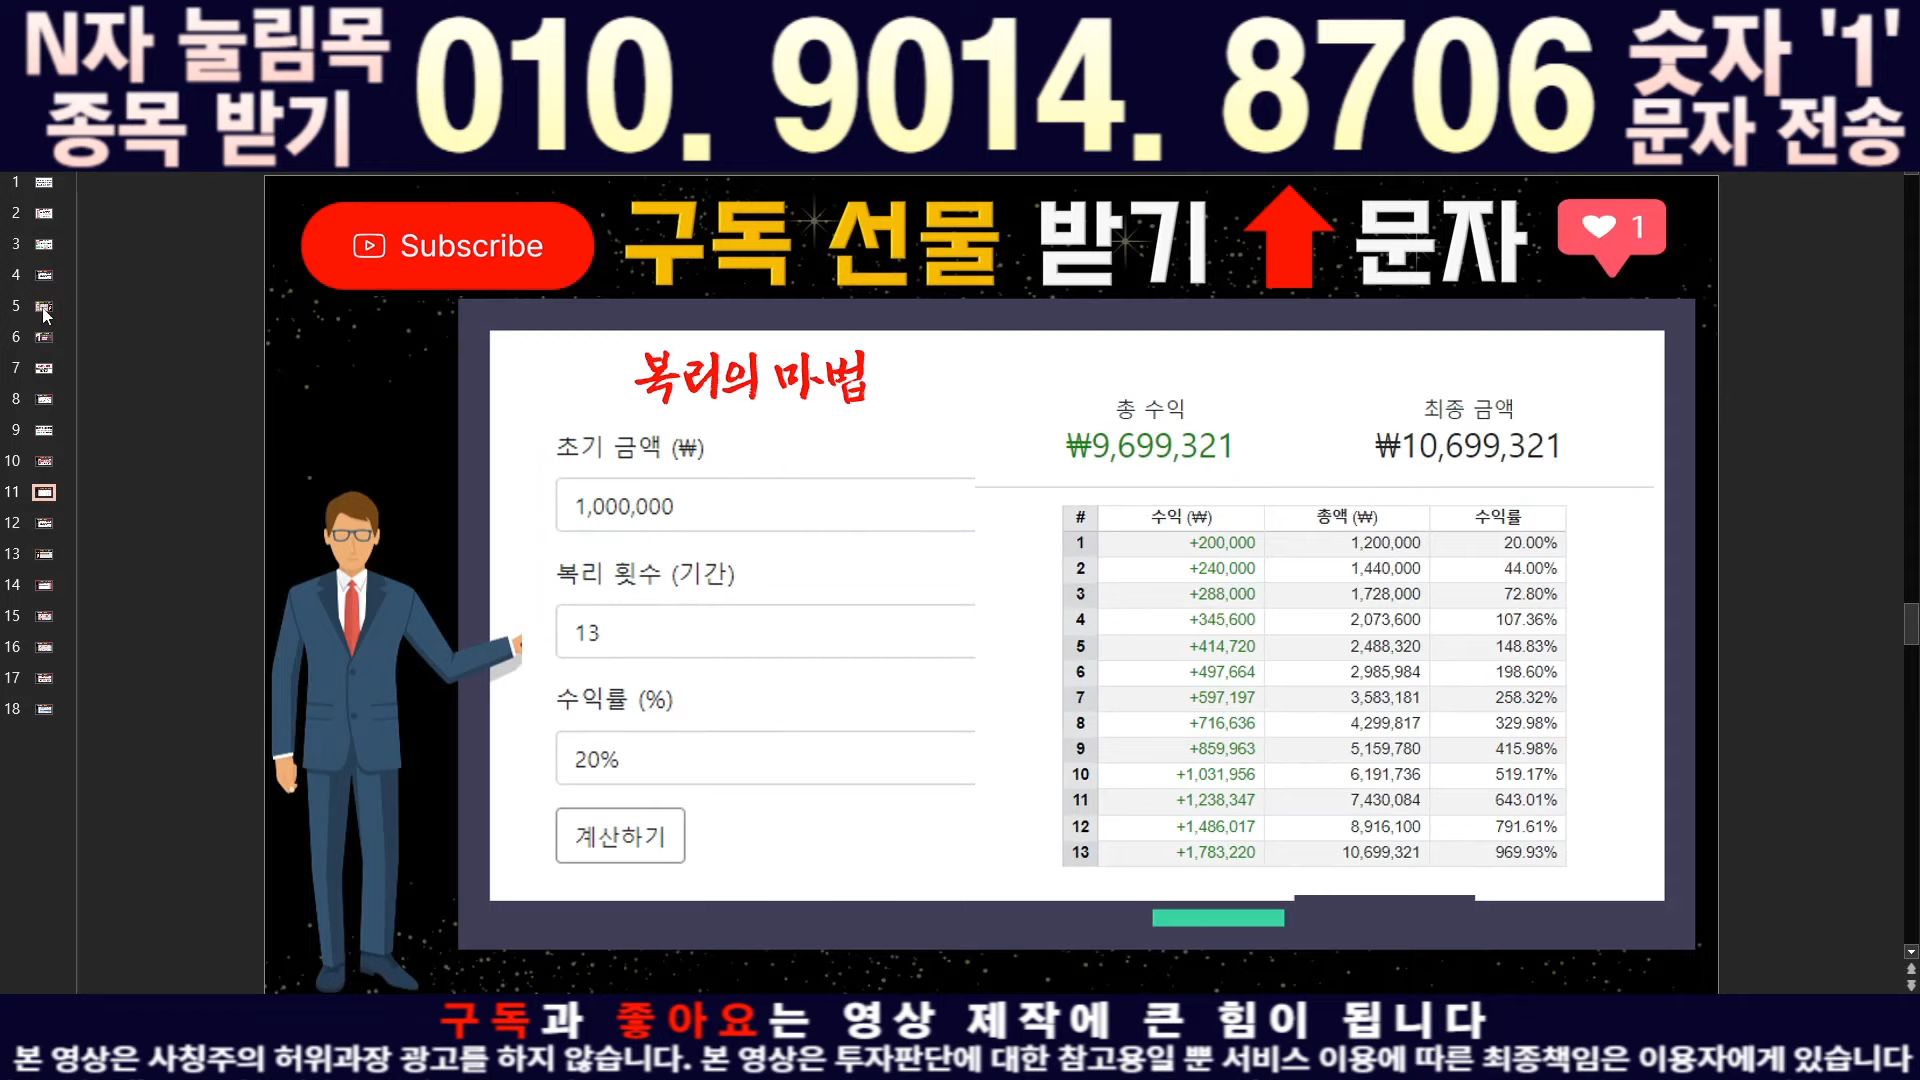 N자 눌림목
종목 받기
010. 9014. 8706
숫자 '1'
문자 전송
Subscribe
구독 선물 받기 문자
1
복리의 마법
초기 금액 (₩)
1,000,000
복리 횟수 (기간)
13
수익률 (%)
20%
계산하기
총 수익
₩9,699,321
최종 금액
₩10,699,321
# 수익 (₩) 총액 (₩) 수익률
1 +200,000 1,200,000 20.00%
2 +240,000 1,440,000 44.00%
3 +288,000 1,728,000 72.80%
4 +345,600 2,073,600 107.36%
5 +414,720 2,488,320 148.83%
6 +497,664 2,985,984 198.60%
7 +597,197 3,583,181 258.32%
8 +716,636 4,299,817 329.98%
9 +859,963 5,159,780 415.98%
10 +1,031,956 6,191,736 519.17%
11 +1,238,347 7,430,084 643.01%
12 +1,486,017 8,916,100 791.61%
13 +1,783,220 10,699,321 969.93%
1
2
3
4
5
6
7
8
9
10
11
12
13
14
15
16
17
18
구독과 좋아요는 영상 제작에 큰 힘이 됩니다
본 영상은 사칭주의 허위과장 광고를 하지 않습니다. 본 영상은 투자판단에 대한 참고용일 뿐 서비스 이용에 따른 최종책임은 이용자에게 있습니다